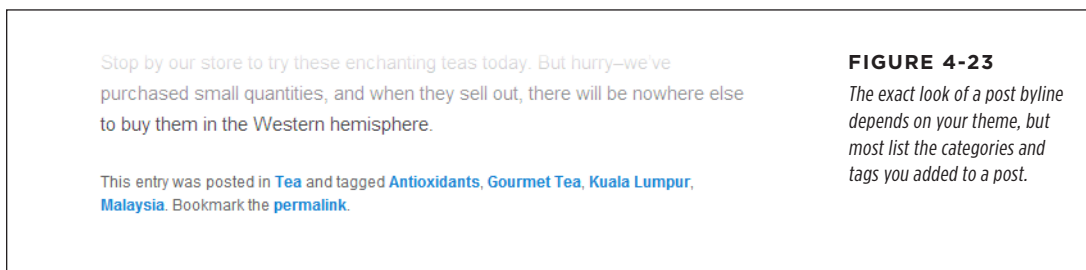 Stop by our store to try these enchanting teas today. But hurry–we've
purchased small quantities, and when they sell out, there will be nowhere else
to buy them in the Western hemisphere.
This entry was posted in Tea and tagged Antioxidants, Gourmet Tea, Kuala Lumpur,
Malaysia. Bookmark the permalink.
FIGURE 4-23
The exact look of a post byline
depends on your theme, but
most list the categories and
tags you added to a post.